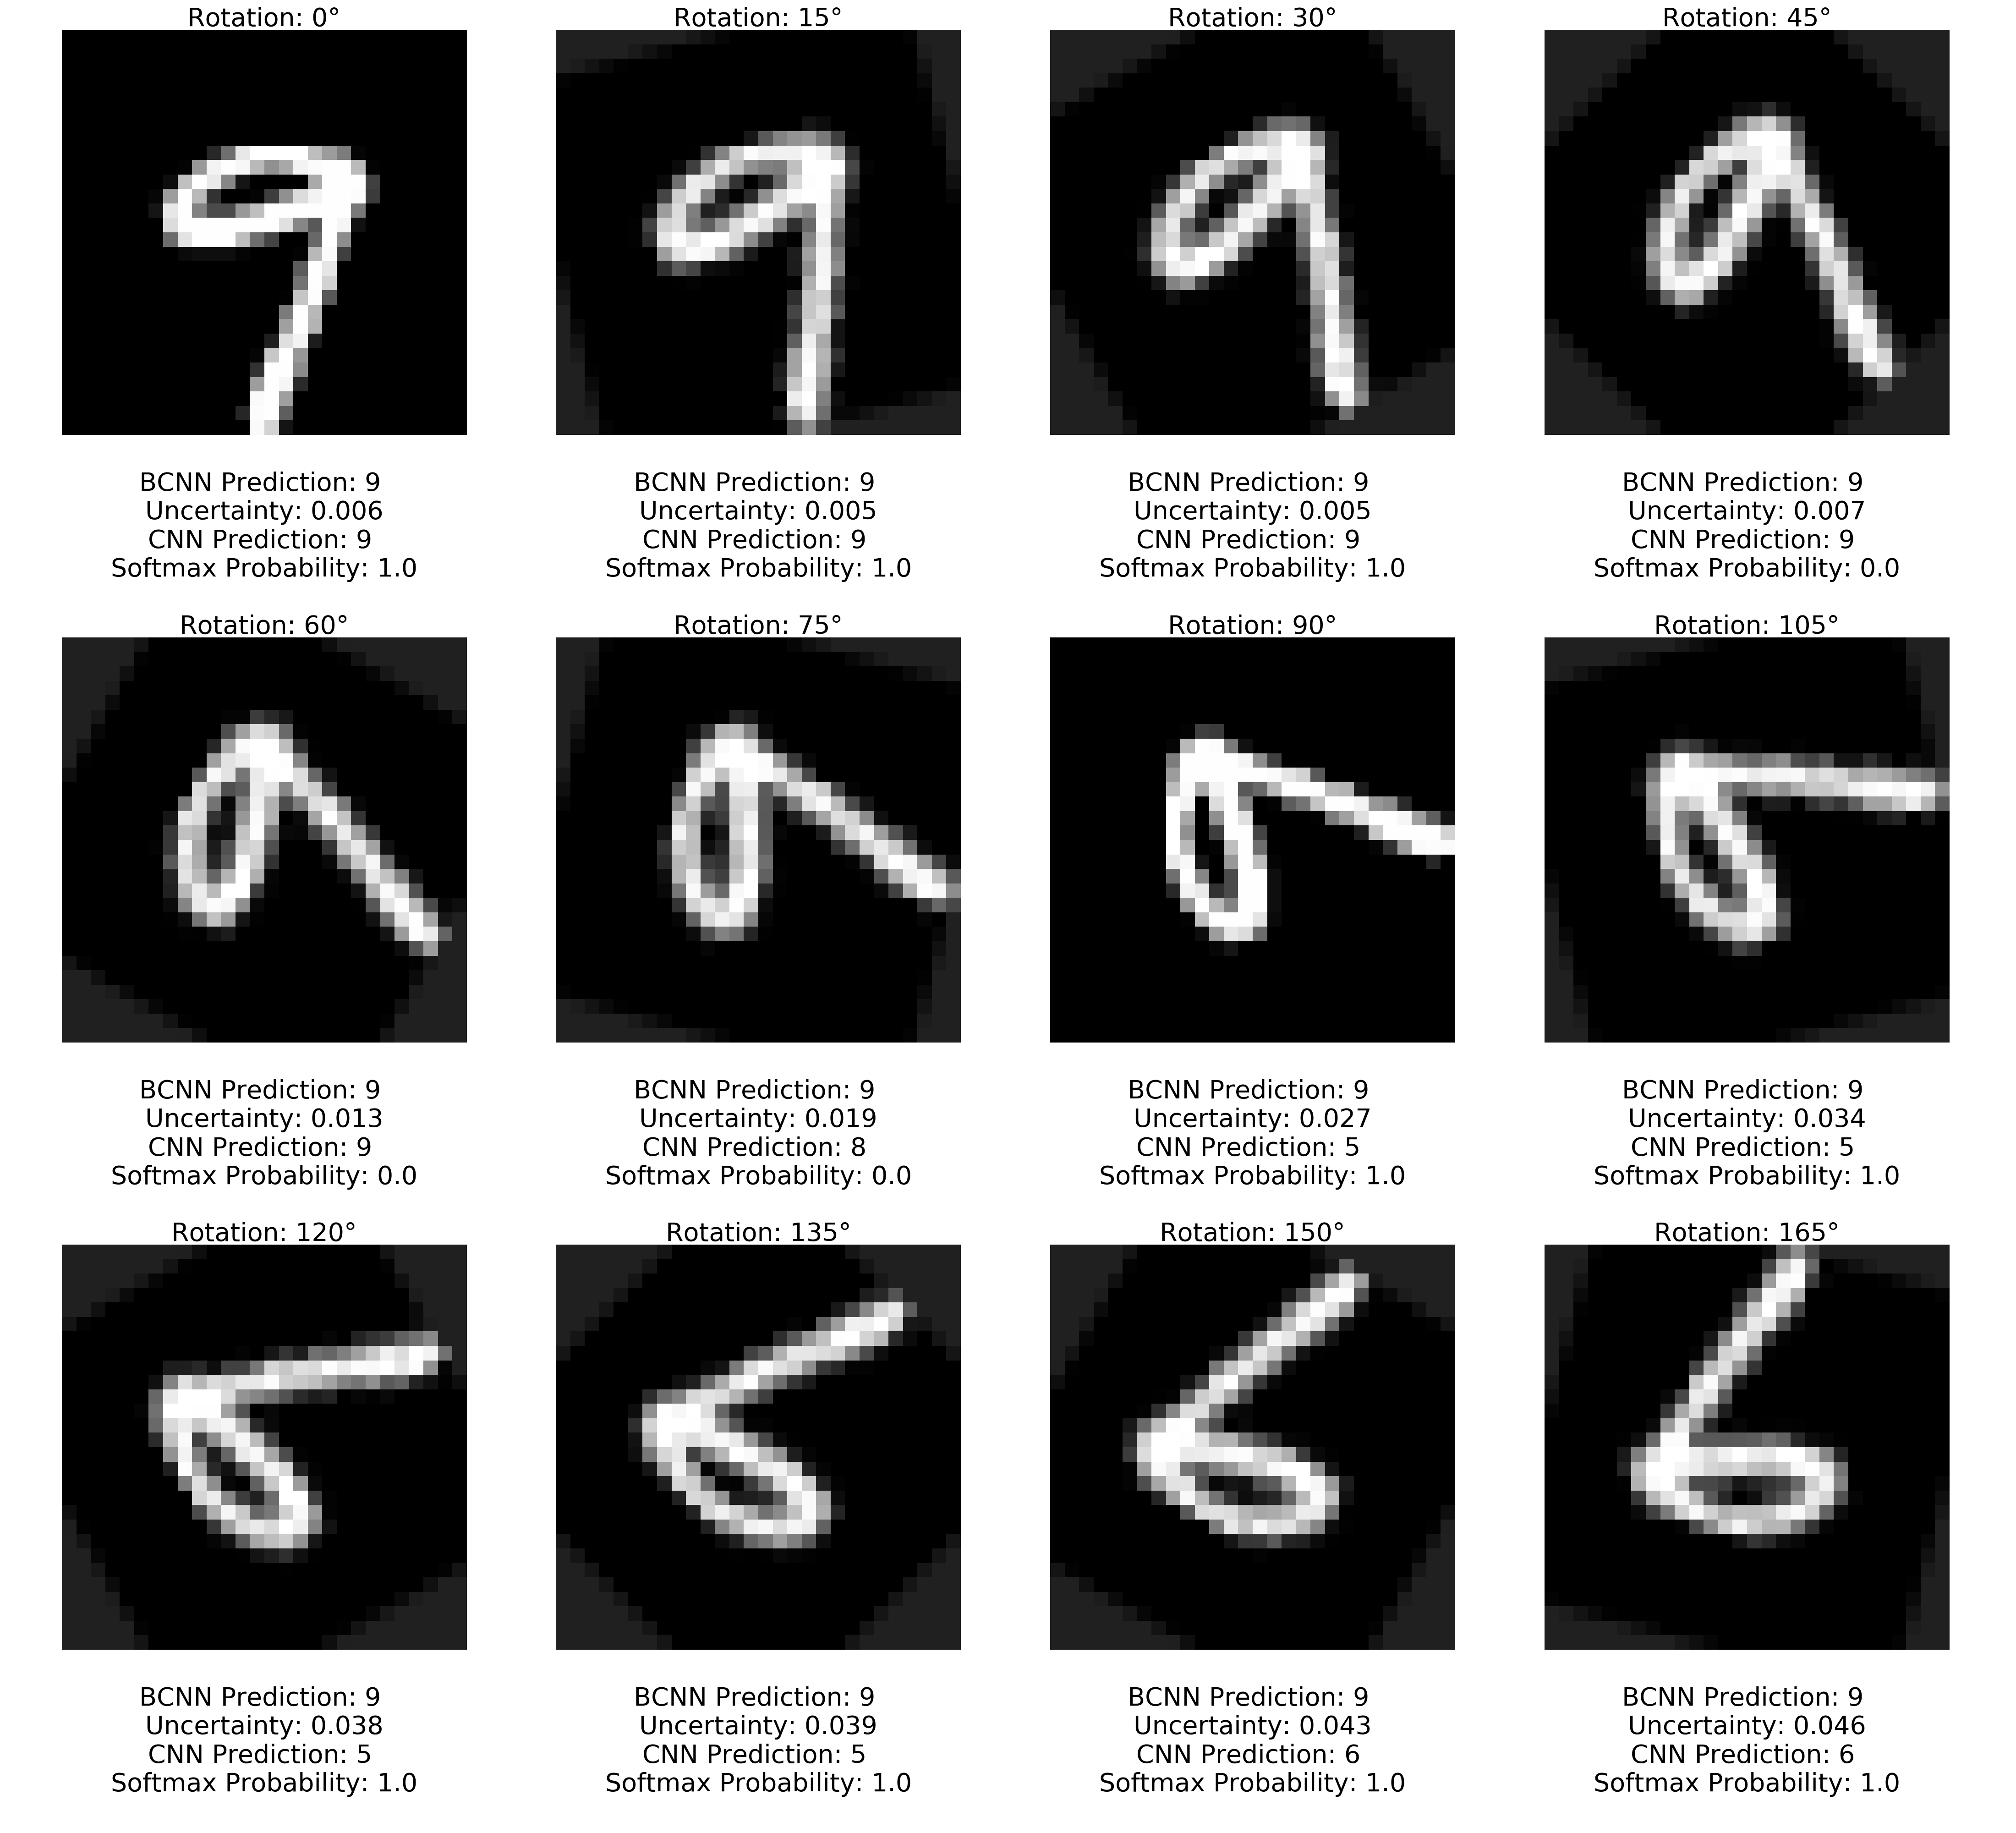 Rotation: 0°
Rotation: 15°
Rotation: 30°
Rotation: 45°
BCNN Prediction: 9
Uncertainty: 0.006
CNN Prediction: 9
Softmax Probability: 1.0
BCNN Prediction: 9
Uncertainty: 0.005
CNN Prediction: 9
Softmax Probability: 1.0
BCNN Prediction: 9
Uncertainty: 0.005
CNN Prediction: 9
Softmax Probability: 1.0
BCNN Prediction: 9
Uncertainty: 0.007
CNN Prediction: 9
Softmax Probability: 0.0
Rotation: 60°
Rotation: 75°
Rotation: 90°
Rotation: 105°
BCNN Prediction: 9
Uncertainty: 0.013
CNN Prediction: 9
Softmax Probability: 0.0
BCNN Prediction: 9
Uncertainty: 0.019
CNN Prediction: 8
Softmax Probability: 0.0
BCNN Prediction: 9
Uncertainty: 0.027
CNN Prediction: 5
Softmax Probability: 1.0
BCNN Prediction: 9
Uncertainty: 0.034
CNN Prediction: 5
Softmax Probability: 1.0
Rotation: 120°
Rotation: 135°
Rotation: 150°
Rotation: 165°
BCNN Prediction: 9
Uncertainty: 0.038
CNN Prediction: 5
Softmax Probability: 1.0
BCNN Prediction: 9
Uncertainty: 0.039
CNN Prediction: 5
Softmax Probability: 1.0
BCNN Prediction: 9
Uncertainty: 0.043
CNN Prediction: 6
Softmax Probability: 1.0
BCNN Prediction: 9
Uncertainty: 0.046
CNN Prediction: 6
Softmax Probability: 1.0